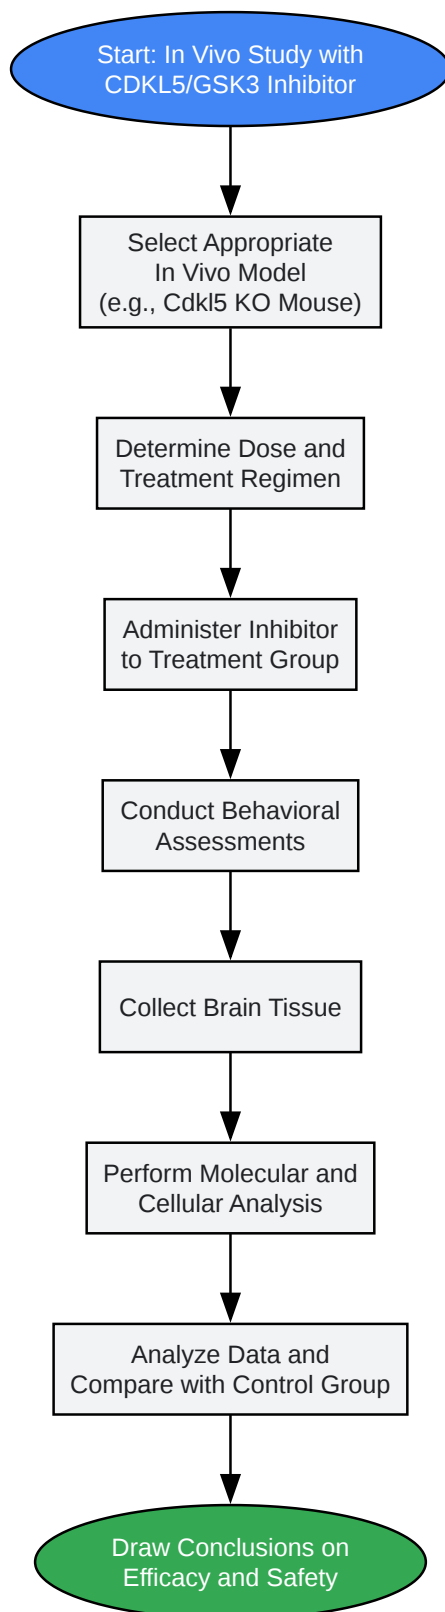 Start: In Vivo Study with
CDKL5/GSK3 Inhibitor
Select Appropriate
In Vivo Model
(e.g., Cdkl5 KO Mouse)
Determine Dose and
Treatment Regimen
Administer Inhibitor
to Treatment Group
Conduct Behavioral
Assessments
Collect Brain Tissue
Perform Molecular and
Cellular Analysis
Analyze Data and
Compare with Control Group
Draw Conclusions on
Efficacy and Safety